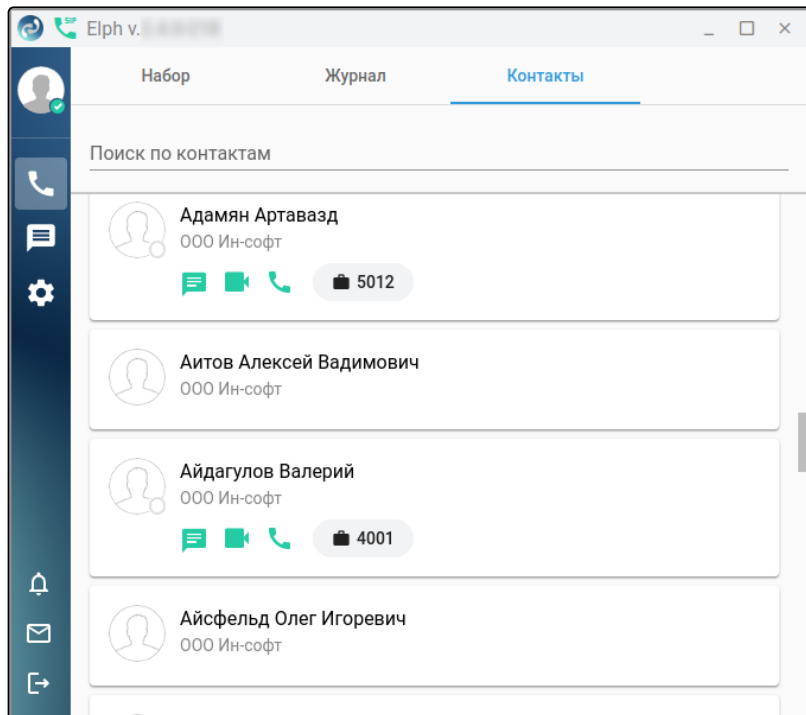 SIP Elph v.
Набор Журнал Контакты
Поиск по контактам
Адамян Артавазд
ООО Ин-софт
5012
Аитов Алексей Вадимович
ООО Ин-софт
Айдагулов Валерий
ООО Ин-софт
4001
Айсфельд Олег Игоревич
ООО Ин-софт